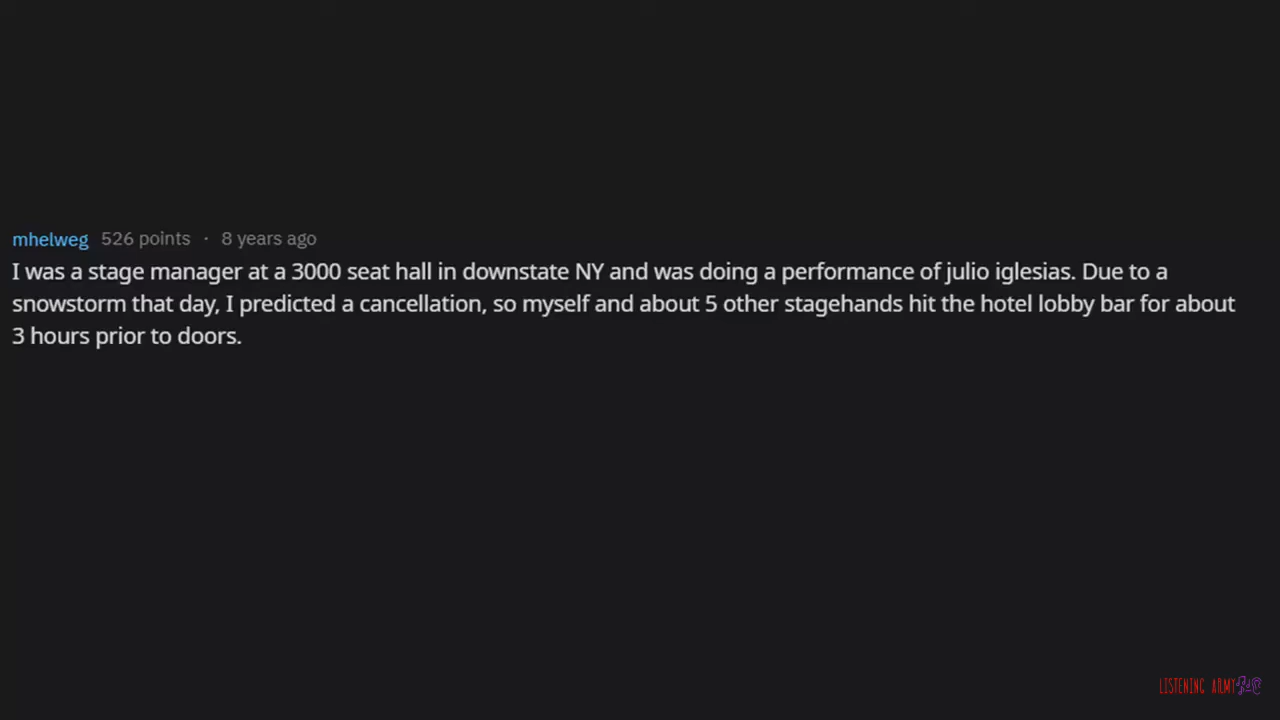 mhelweg 526 points · 8 years ago
I was a stage manager at a 3000 seat hall in downstate NY and was doing a performance of julio iglesias. Due to a
snowstorm that day, I predicted a cancellation, so myself and about 5 other stagehands hit the hotel lobby bar for about
3 hours prior to doors.
LISTENING ARMY